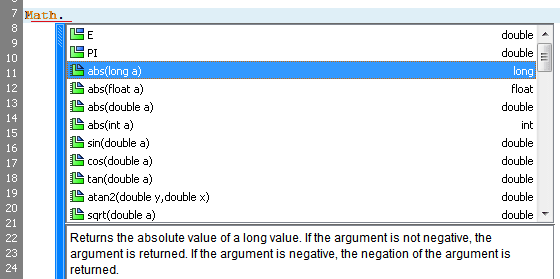 7 Math.
8
9 E double
10 PI double
11 abs(long a) long
12 abs(float a) float
13 abs(double a) double
14 abs(int a) int
15 sin(double a) double
16 cos(double a) double
17 tan(double a) double
18
19 atan2(double y,double x) double
20 sqrt(double a) double
21
22 Returns the absolute value of a long value. If the argument is not negative, the
23 argument is returned. If the argument is negative, the negation of the argument is
24 returned.